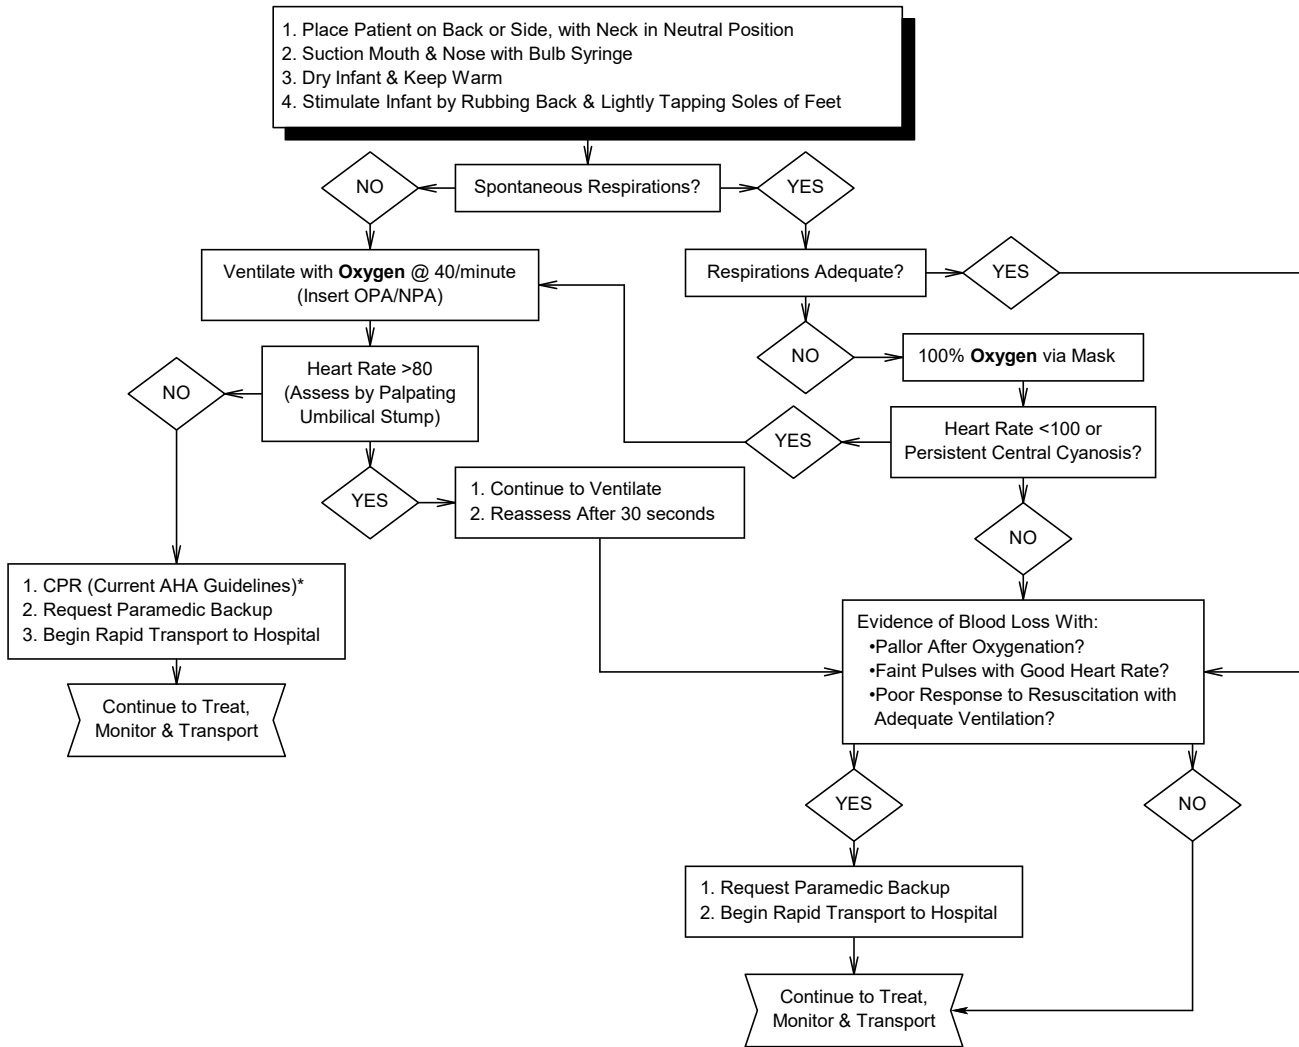 1. Place Patient on Back or Side, with Neck in Neutral Position
2. Suction Mouth & Nose with Bulb Syringe
3. Dry Infant & Keep Warm
4. Stimulate Infant by Rubbing Back & Lightly Tapping Soles of Feet
NO
Spontaneous Respirations?
YES
Ventilate with Oxygen @ 40/minute
(Insert OPA/NPA)
Respirations Adequate?
YES
NO
100% Oxygen via Mask
NO
Heart Rate >80
(Assess by Palpating
Umbilical Stump)
YES
Heart Rate <100 or
Persistent Central Cyanosis?
YES
1. Continue to Ventilate
2. Reassess After 30 seconds
NO
1. CPR (Current AHA Guidelines)*
2. Request Paramedic Backup
3. Begin Rapid Transport to Hospital
Continue to Treat,
Monitor & Transport
Evidence of Blood Loss With:
•Pallor After Oxygenation?
•Faint Pulses with Good Heart Rate?
•Poor Response to Resuscitation with
Adequate Ventilation?
YES
NO
1. Request Paramedic Backup
2. Begin Rapid Transport to Hospital
Continue to Treat,
Monitor & Transport